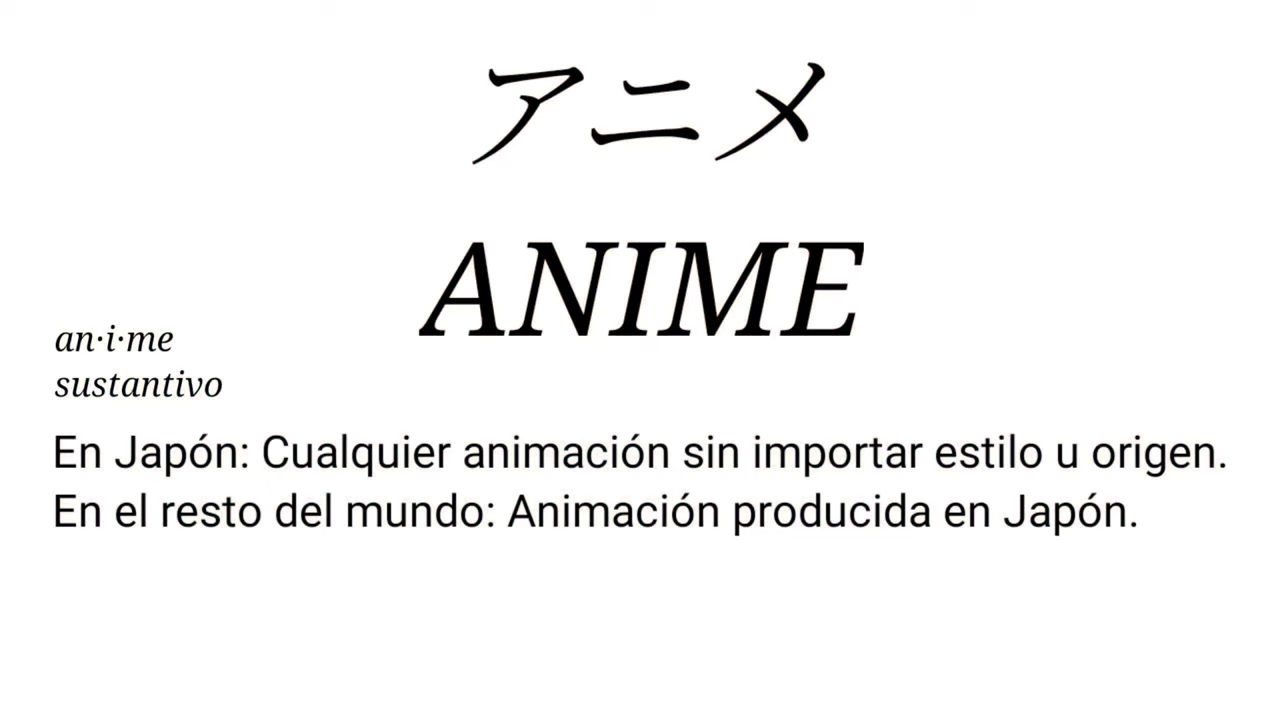 アニメ
ANIME
an·i·me
sustantivo
En Japón: Cualquier animación sin importar estilo u origen.
En el resto del mundo: Animación producida en Japón.